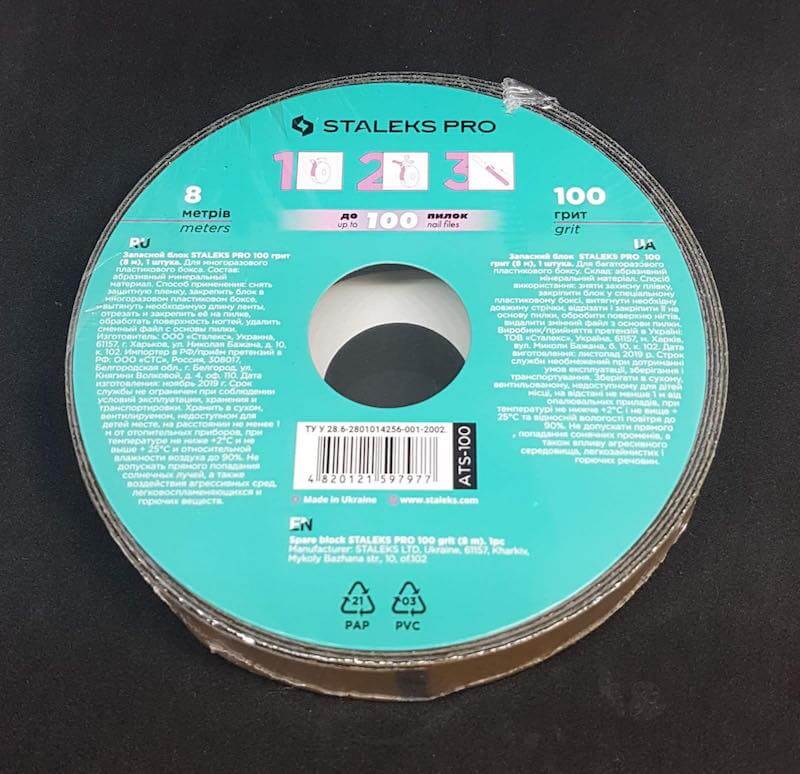 STALEKS PRO
1 2 3
8
метрів
meters
до 100 пилок
up to nail files
100
грит
grit
RU
Запасной блок STALEKS PRO 100 грит
(8 м), 1 штука. Для многоразового
пластикового бокса. Состав:
абразивный минеральный
материал. Способ применения: снять
защитную пленку, закрепить блок в
многоразовом пластиковом боксе,
вытянуть необходимую длину ленты,
отрезать и закрепить её на пилке,
обработать поверхность ногтей, удалить
сменный файл с основы пилки.
Изготовитель: ООО «Сталекс», Украина,
61157, г. Харьков, ул. Николая Бажана, д. 10,
к. 102. Импортер в РФ/приём претензий в
РФ: ООО «СТС», Россия, 308017,
Белгородская обл., г. Белгород, ул.
Княгини Волковой, д. 4, оф. 110. Дата
изготовления: ноябрь 2019 г. Срок
службы не ограничен при соблюдении
условий эксплуатации, хранения и
транспортировки. Хранить в сухом,
вентилируемом, недоступном для
детей месте, на расстоянии не менее 1
м от отопительных приборов, при
температуре не ниже +2°С и не
выше + 25°С и относительной
влажности воздуха до 90%. Не
допускать прямого попадания
солнечных лучей, а также
воздействия агрессивных сред,
легковоспламеняющихся и
горючих веществ.
UA
Запасний блок STALEKS PRO 100
грит (8 м), 1 штука. Для багаторазового
пластикового боксу. Склад: абразивний
мінеральний матеріал. Спосіб
використання: зняти захисну плівку,
закріпити блок у спеціальному
пластиковому боксі, витягнути необхідну
довжину стрічки, відрізати і закріпити її на
основу пилки, обробити поверхню нігтів,
видалити змінний файл з основи пилки.
Виробник/прийняття претензій в Україні:
ТОВ «Сталекс», Україна, 61157, м. Харків,
вул. Миколи Бажана, б. 10, к. 102. Дата
виготовлення: листопад 2019 р. Строк
служби необмежений при дотриманні
умов експлуатації, зберігання і
транспортування. Зберігати в сухому,
вентильованому, недоступному для дітей
місці, на відстані не менше 1 м від
опалювальних приладів, при
температурі не нижче +2°С і не вище +
25°С та відносній вологості повітря до
90%. Не допускати прямого
попадання сонячних променів, а
також впливу агресивного
середовища, легкозаймистих і
горючих речовин.
ТУ У 28.6-2801014256-001-2002
4 820121 597977
ATS-100
Made in Ukraine www.staleks.com
EN
Spare block STALEKS PRO 100 grit (8 m). 1pc
Manufacturer: STALEKS LTD, Ukraine, 61157, Kharkiv,
Mykoly Bazhana str., 10, of.102
21 03
PAP PVC